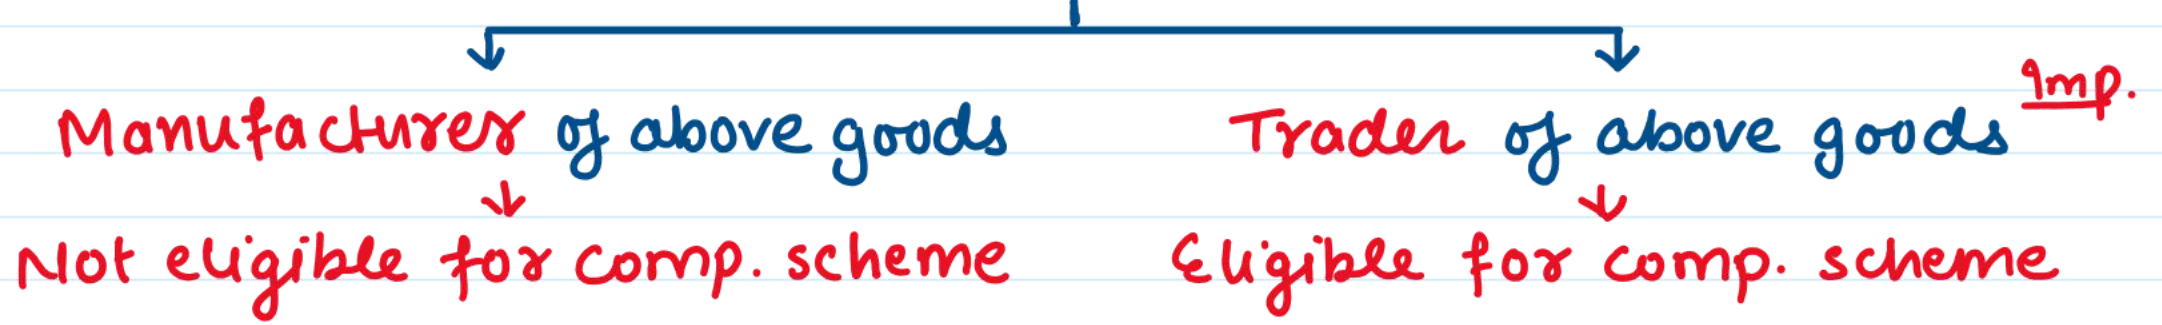 Imp.
Manufacturer of above goods
Trader of above goods
Not eligible for comp. scheme
Eligible for comp. scheme